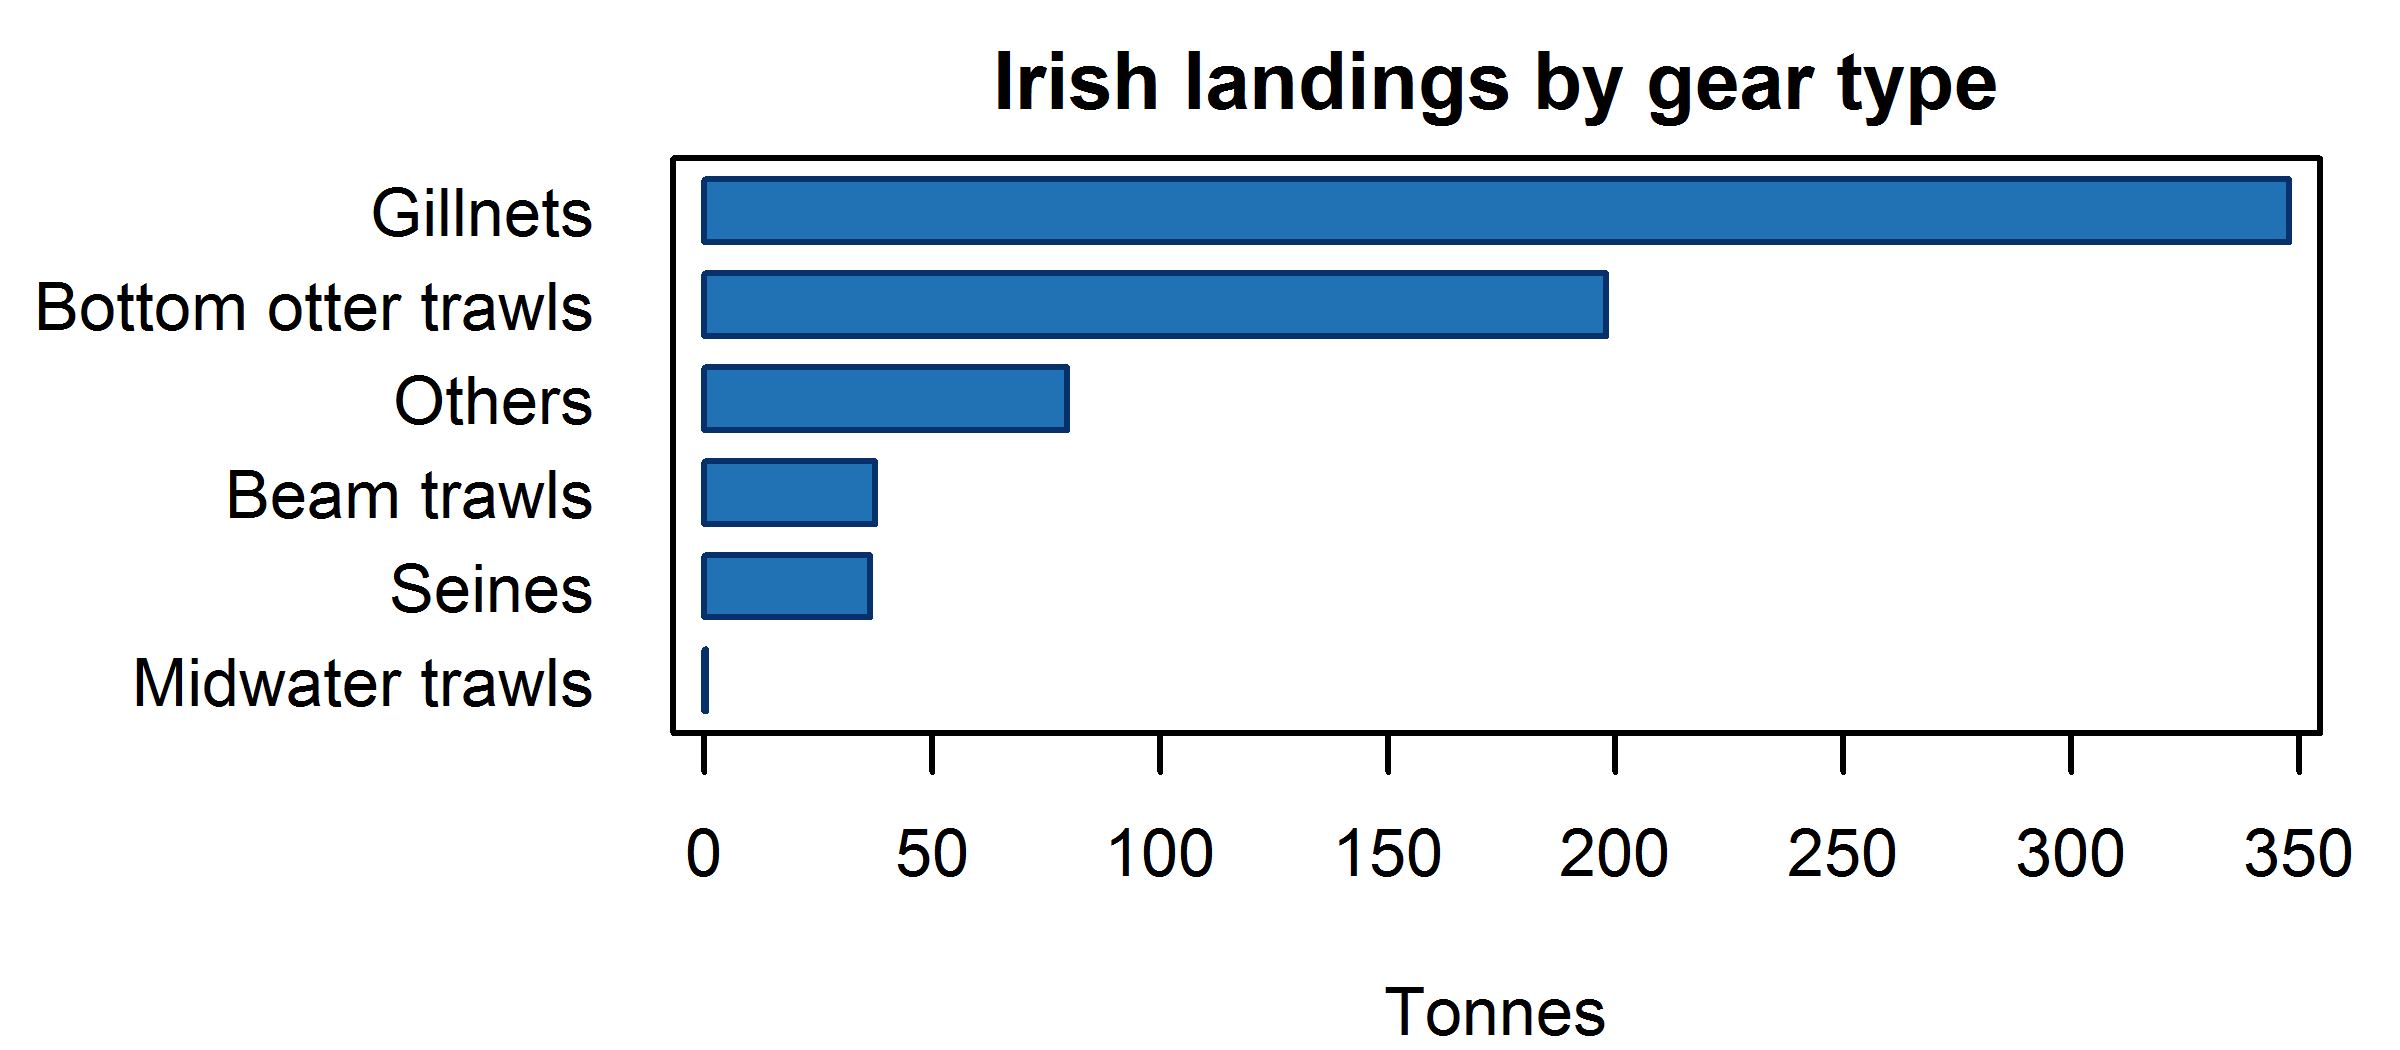 Irish landings by gear type
Gillnets
Bottom otter trawls
Others
Beam trawls
Seines
Midwater trawls
0 50 100 150 200 250 300 350
Tonnes